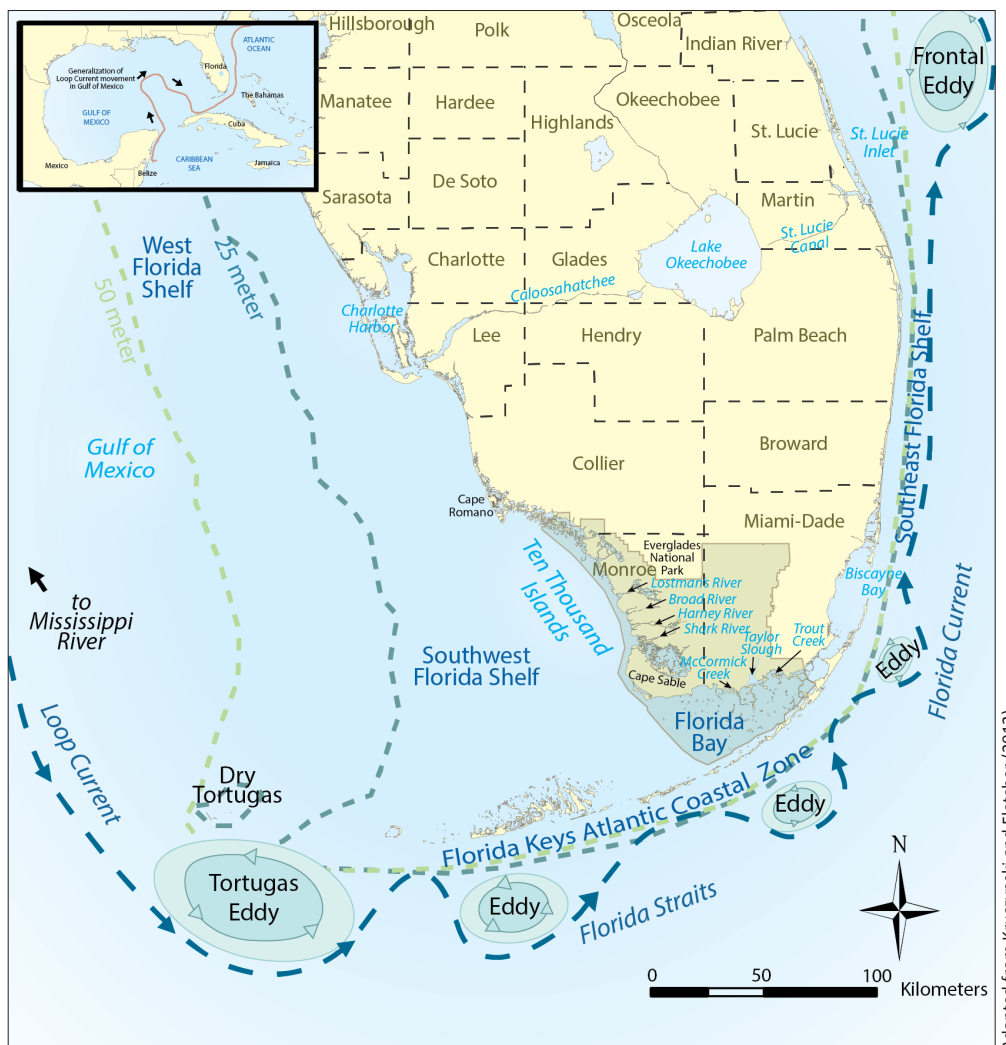 Hillsborough
Polk
Osceola
Indian River
Frontal
Eddy
ATLANTIC
OCEAN
Generalization of
Loop Current movement
in Gulf of Mexico
Florida
The Bahamas
GULF OF
MEXICO
Cuba
Mexico
Belize
CARIBBEAN
SEA
Jamaica
Manatee
Hardee
Highlands
Okeechobee
St. Lucie
St. Lucie
Inlet
Sarasota
De Soto
Martin
St. Lucie
Canal
West
Florida
Shelf
25 meter
50 meter
Charlotte
Glades
Lake
Okeechobee
Caloosahatchee
Charlotte
Harbor
Lee
Hendry
Palm Beach
Southeast Florida Shelf
Gulf of
Mexico
Collier
Broward
Cape
Romano
Miami-Dade
Everglades
National
Park
Monroe
Ten Thousand
Islands
Lostmans River
Broad River
Harney River
Shark River
Taylor
Slough
Trout
Creek
McCormick
Creek
Cape Sable
Biscayne
Bay
to
Mississippi
River
Southwest
Florida Shelf
Florida
Bay
Eddy
Florida Current
Loop Current
Dry
Tortugas
Florida Keys Atlantic Coastal Zone
Eddy
Tortugas
Eddy
Eddy
Florida Straits
N
0 50 100
Kilometers